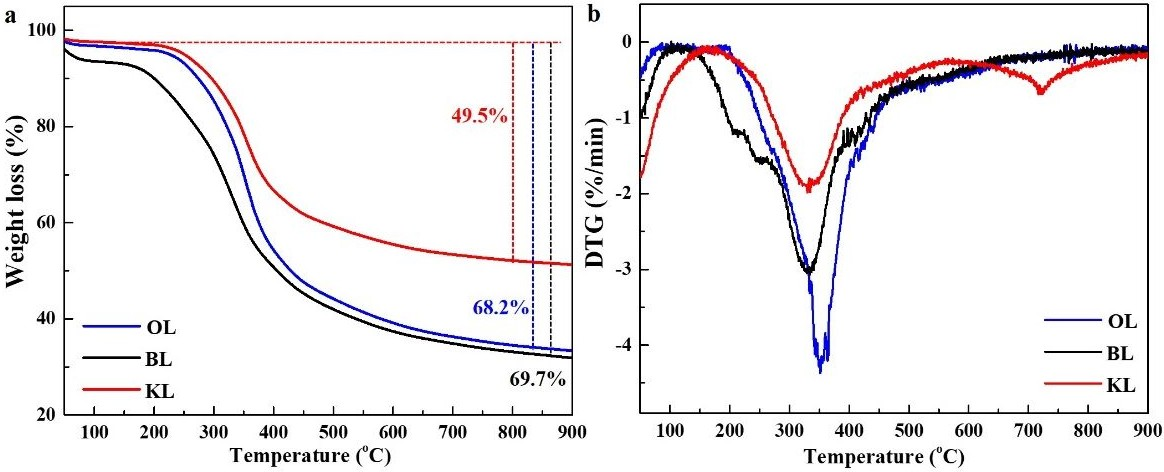 a
100
80
60
40
20
Weight loss (%)
49.5%
68.2%
69.7%
OL
BL
KL
100 200 300 400 500 600 700 800 900
Temperature (°C)
b
0
-1
-2
-3
-4
DTG (%/min)
OL
BL
KL
100 200 300 400 500 600 700 800 900
Temperature (°C)